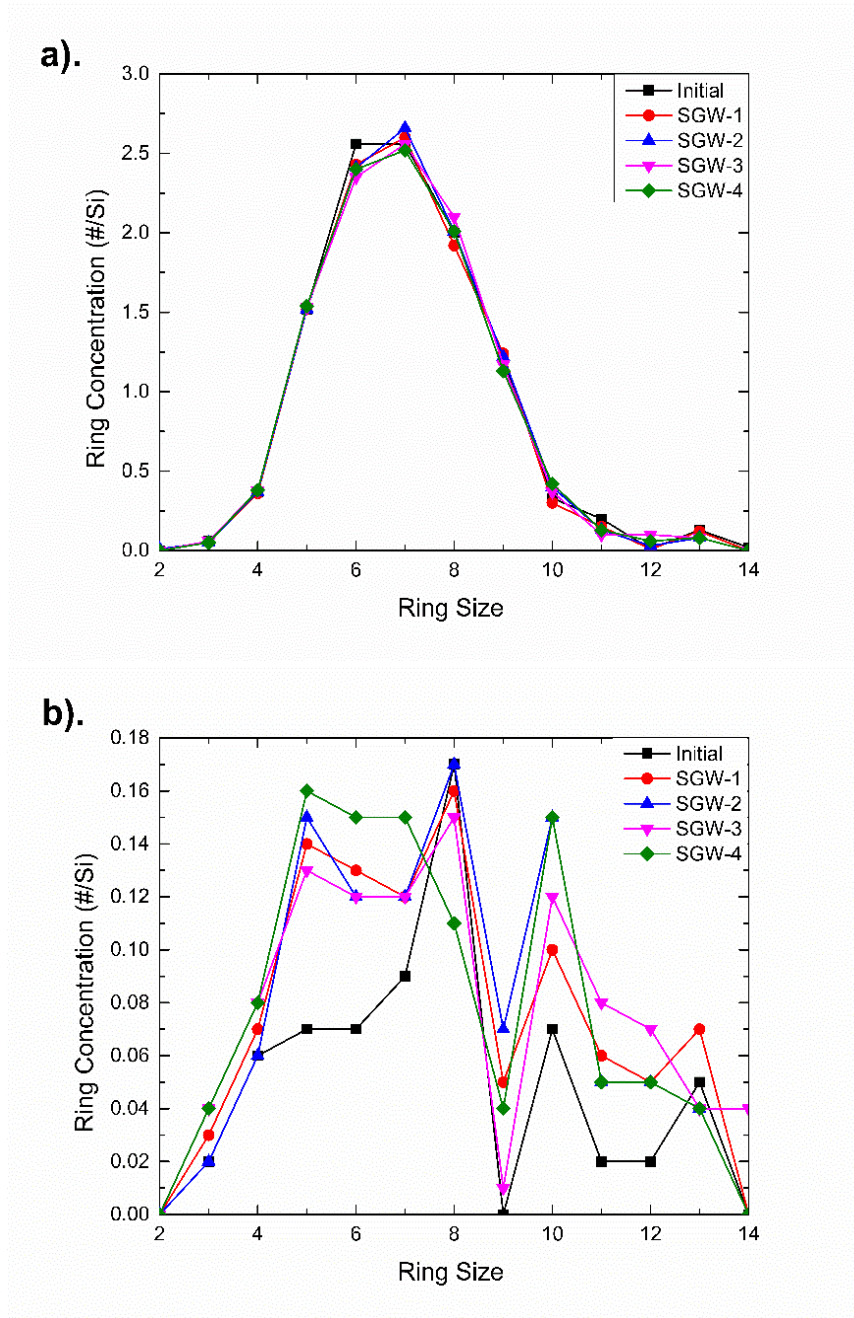 a).
3.0
2.5
2.0
1.5
1.0
0.5
0.0
Ring Concentration (#/Si)
Initial
SGW-1
SGW-2
SGW-3
SGW-4
2 4 6 8 10 12 14
Ring Size
b).
0.18
0.16
0.14
0.12
0.10
0.08
0.06
0.04
0.02
0.00
Ring Concentration (#/Si)
Initial
SGW-1
SGW-2
SGW-3
SGW-4
2 4 6 8 10 12 14
Ring Size